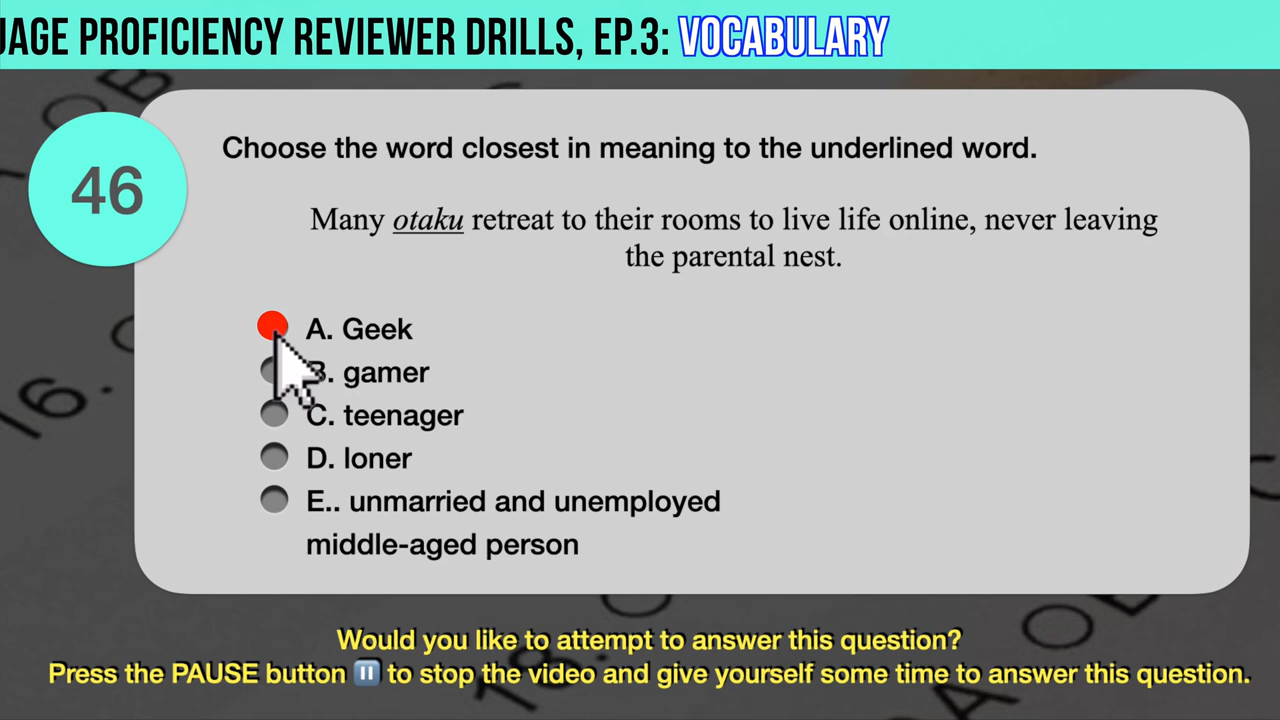 UAGE PROFICIENCY REVIEWER DRILLS, EP.3: VOCABULARY
46
Choose the word closest in meaning to the underlined word.
Many otaku retreat to their rooms to live life online, never leaving
the parental nest.
A. Geek
B. gamer
C. teenager
D. loner
E.. unmarried and unemployed
middle-aged person
Would you like to attempt to answer this question?
Press the PAUSE button ⏸️ to stop the video and give yourself some time to answer this question.
16.
18.